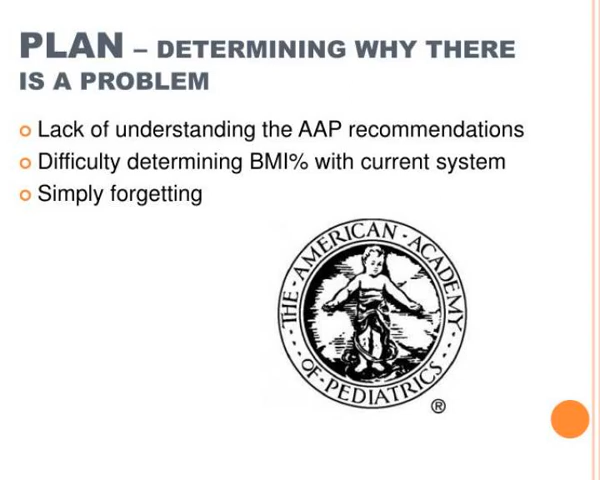 PLAN – DETERMINING WHY THERE
IS A PROBLEM
Lack of understanding the AAP recommendations
Difficulty determining BMI% with current system
Simply forgetting
THE · AMERICAN · ACADEMY
· · · OF · PEDIATRICS · · ·
®